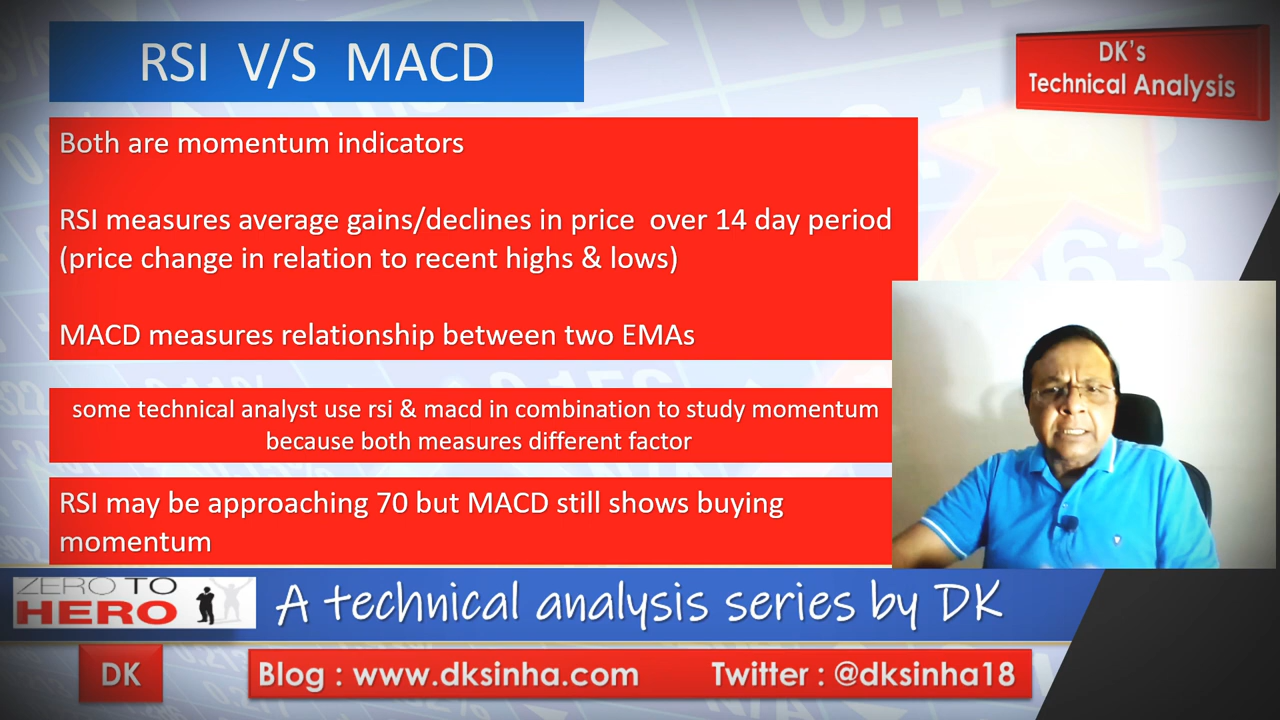 RSI V/S MACD
DK's
Technical Analysis
Both are momentum indicators
RSI measures average gains/declines in price over 14 day period
(price change in relation to recent highs & lows)
MACD measures relationship between two EMAs
some technical analyst use rsi & macd in combination to study momentum
because both measures different factor
RSI may be approaching 70 but MACD still shows buying
momentum
ZERO TO
HERO
A technical analysis series by DK
DK
Blog : www.dksinha.com Twitter : @dksinha18